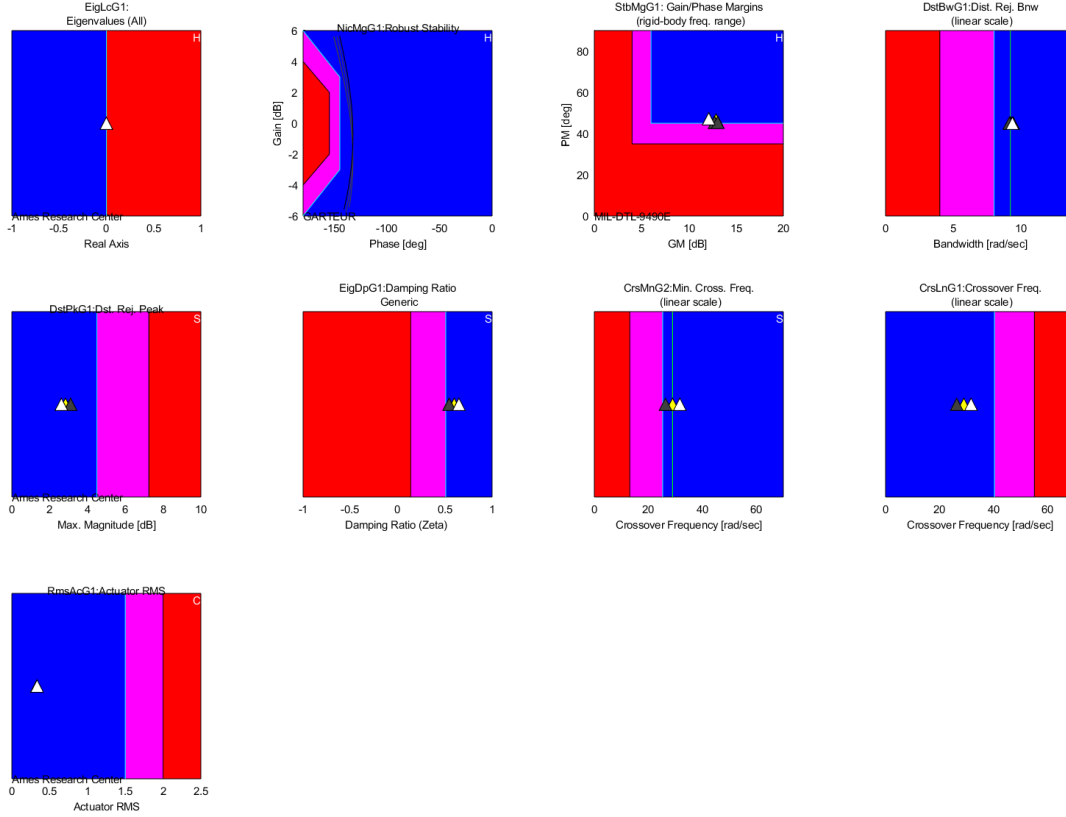 EigLcG1:
Eigenvalues (All)
H
Ames Research Center
-1 -0.5 0 0.5 1
Real Axis
NicMgG1:Robust Stability
H
6
4
2
0
-2
-4
-6
Gain [dB]
GARTEUR
-150 -100 -50 0
Phase [deg]
StbMgG1: Gain/Phase Margins
(rigid-body freq. range)
H
80
60
40
20
0
PM [deg]
MIL-DTL-9490E
0 5 10 15 20
GM [dB]
DstBwG1:Dist. Rej. Bnw
(linear scale)
0 5 10
Bandwidth [rad/sec]
DstPkG1:Dst. Rej. Peak
S
Ames Research Center
0 2 4 6 8 10
Max. Magnitude [dB]
EigDpG1:Damping Ratio
Generic
S
-1 -0.5 0 0.5 1
Damping Ratio (Zeta)
CrsMnG2:Min. Cross. Freq.
(linear scale)
S
0 20 40 60
Crossover Frequency [rad/sec]
CrsLnG1:Crossover Freq.
(linear scale)
0 20 40 60
Crossover Frequency [rad/sec]
RmsAcG1:Actuator RMS
C
Ames Research Center
0 0.5 1 1.5 2 2.5
Actuator RMS